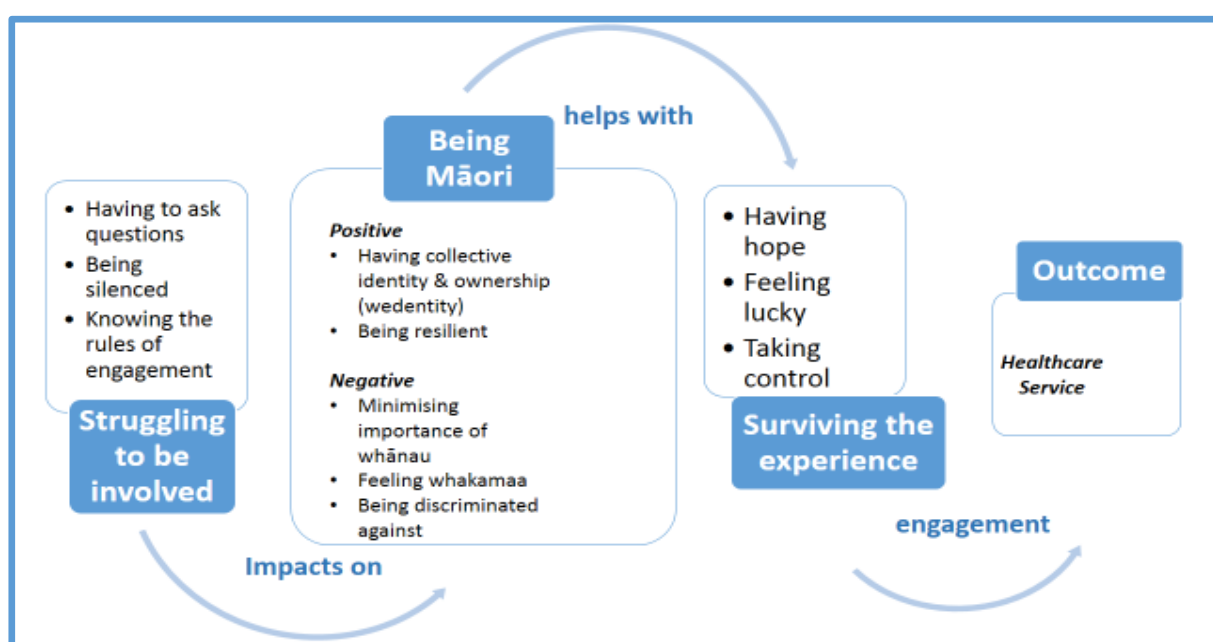 • Having to ask
questions
• Being
silenced
• Knowing the
rules of
engagement
Struggling
to be
involved
Impacts on
Being
Māori
Positive
• Having collective
identity & ownership
(wedentity)
• Being resilient
Negative
• Minimising
importance of
whānau
• Feeling whakamaa
• Being discriminated
against
helps with
• Having
hope
• Feeling
lucky
• Taking
control
Surviving the
experience
engagement
Outcome
Healthcare
Service